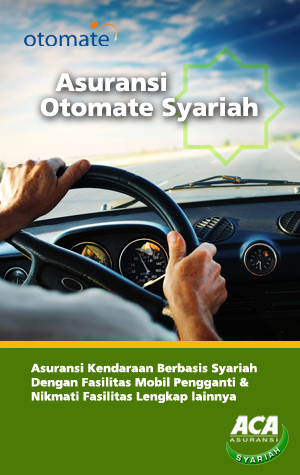 otomate
Asuransi
Otomate Syariah
Asuransi Kendaraan Berbasis Syariah
Dengan Fasilitas Mobil Pengganti &
Nikmati Fasilitas Lengkap lainnya
ACA
ASURANSI
SYARIAH